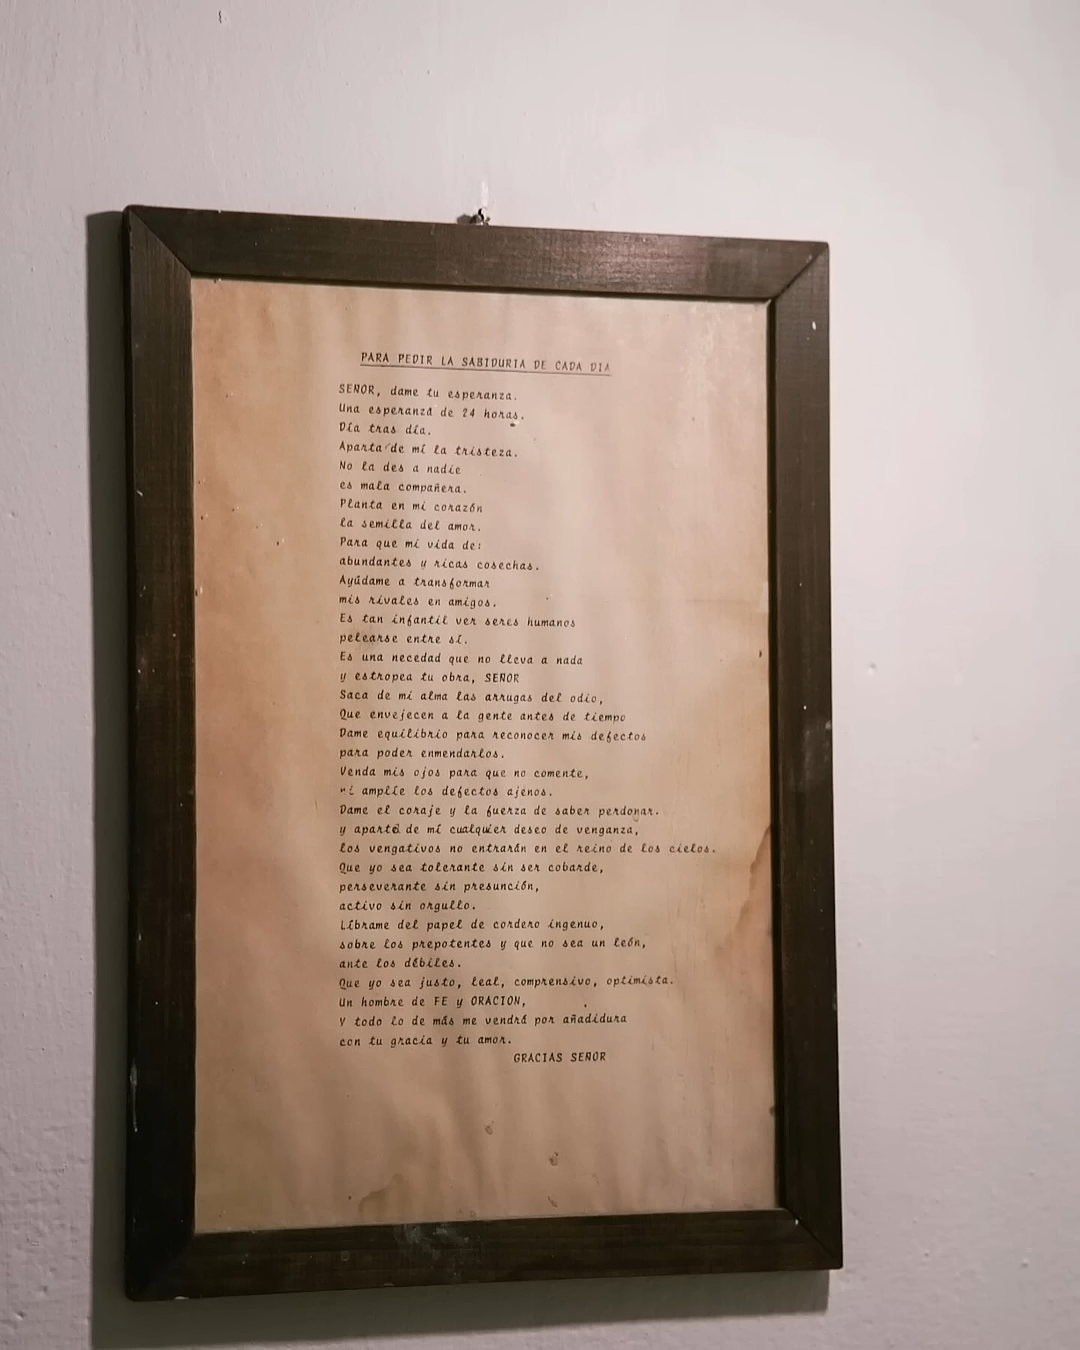 PARA PEDIR LA SABIDURIA DE CADA DIA
SEÑOR, dame tu esperanza.
Una esperanza de 24 horas.
Día tras día.
Aparta de mí la tristeza.
No la des a nadie
es mala compañera.
Planta en mi corazón
la semilla del amor.
Para que mi vida de:
abundantes y ricas cosechas.
Ayúdame a transformar
mis rivales en amigos.
Es tan infantil ver seres humanos
pelearse entre sí.
Es una necedad que no lleva a nada
y estropea tu obra, SEÑOR
Saca de mi alma las arrugas del odio,
Que envejecen a la gente antes de tiempo
Dame equilibrio para reconocer mis defectos
para poder enmendarlos.
Venda mis ojos para que no comente,
ni amplíe los defectos ajenos.
Dame el coraje y la fuerza de saber perdonar.
y aparte de mí cualquier deseo de venganza,
los vengativos no entrarán en el reino de los cielos.
Que yo sea tolerante sin ser cobarde,
perseverante sin presunción,
activo sin orgullo.
Líbrame del papel de cordero ingenuo,
sobre los prepotentes y que no sea un león,
ante los débiles.
Que yo sea justo, leal, comprensivo, optimista.
Un hombre de FE y ORACION,
Y todo lo de más me vendrá por añadidura
con tu gracia y tu amor.
GRACIAS SEÑOR